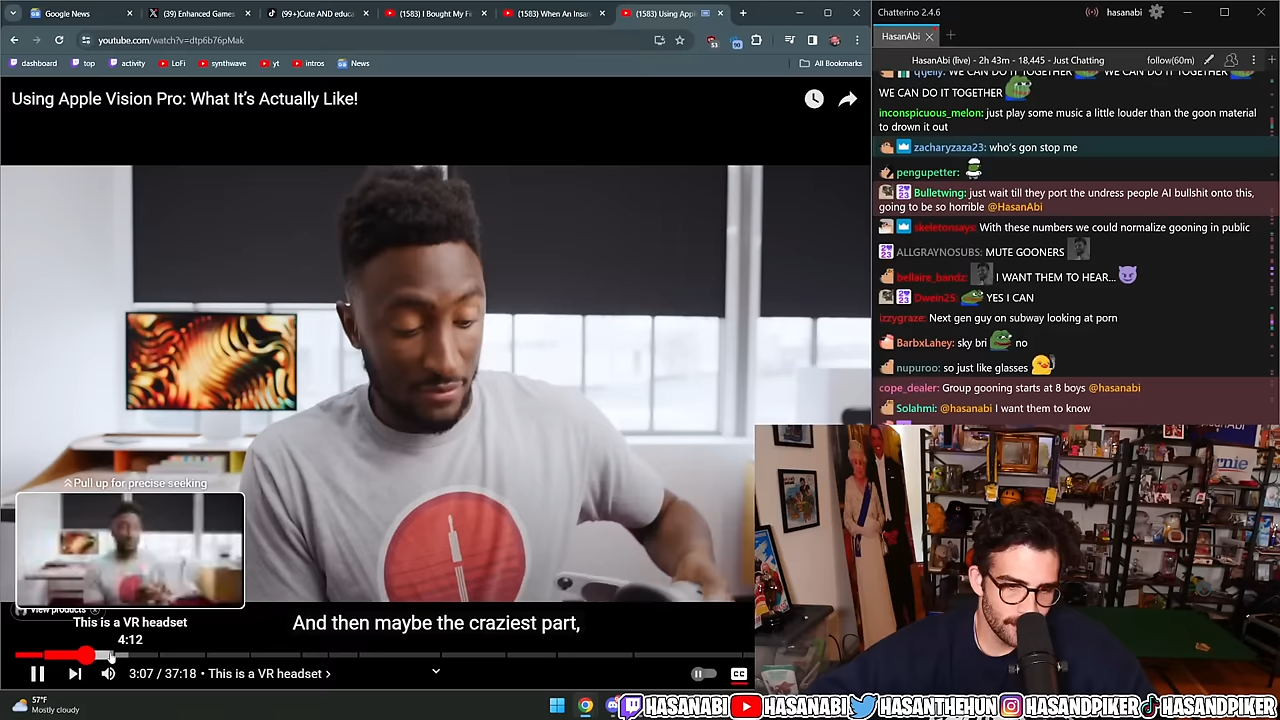 Google News
(39) Enhanced Games
(99+)Cute AND educa
(1583) I Bought My F
(1583) When An Insan
(1583) Using Appl
youtube.com/watch?v=dtp6b76pMak
53
90
dashboard
top
activity
LoFi
synthwave
yt
intros
News
All Bookmarks
Using Apple Vision Pro: What It's Actually Like!
Pull up for precise seeking
View products
This is a VR headset
4:12
And then maybe the craziest part,
3:07 / 37:18 • This is a VR headset
CC
57°F
Mostly cloudy
Chatterino 2.4.6
hasanabi
HasanAbi
HasanAbi (live) - 2h 43m - 18,445 - Just Chatting
follow(60m)
qtjelly: WE CAN DO IT TOGETHER WE CAN DO IT TOGETHER
WE CAN DO IT TOGETHER
inconspicuous_melon: just play some music a little louder than the goon material
to drown it out
zacharyzaza23: who's gon stop me
pengupetter:
Bulletwing: just wait till they port the undress people AI bullshit onto this,
going to be so horrible @HasanAbi
skeletonsays: With these numbers we could normalize gooning in public
ALLGRAYNOSUBS: MUTE GOONERS
bellaire_bandz: I WANT THEM TO HEAR...
Dwein25: YES I CAN
izzygraze: Next gen guy on subway looking at porn
BarbxLahey: sky bri no
nupuroo: so just like glasses
cope_dealer: Group gooning starts at 8 boys @hasanabi
Solahmi: @hasanabi I want them to know
ernie
HASANABI
HASANABI
HASANTHEHUN
HASANDPIKER
HASANDPIKER